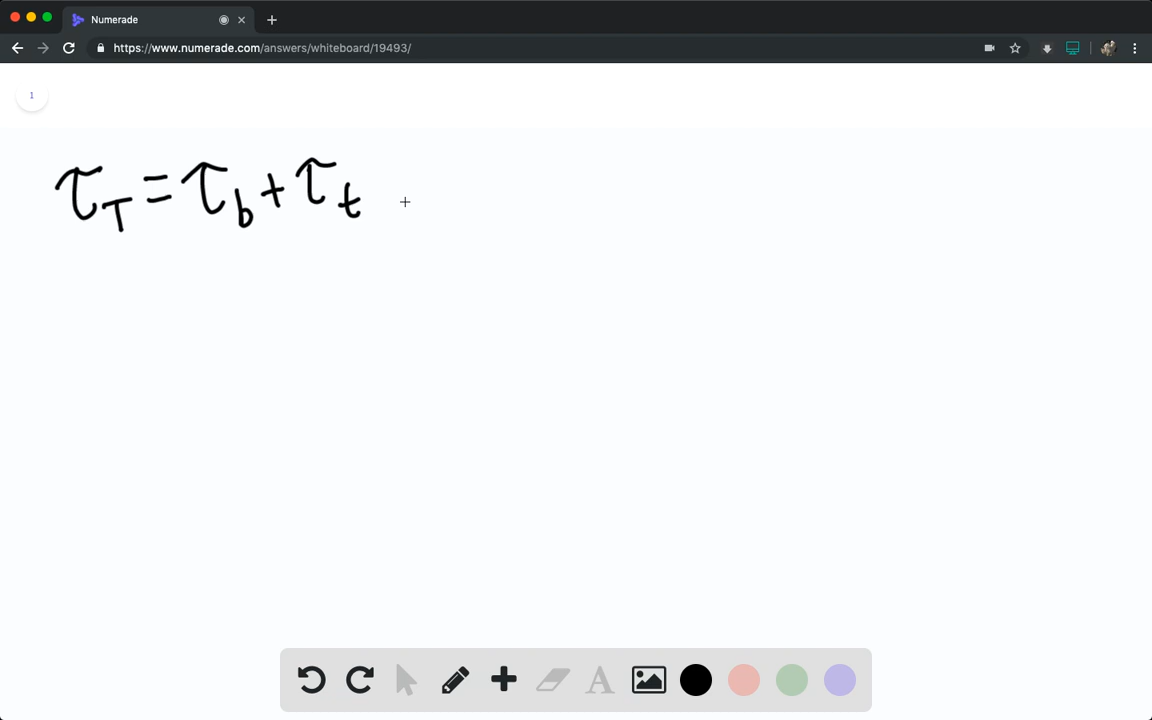 Numerade
https://www.numerade.com/answers/whiteboard/19493/
1
τ_T = τ_b + τ_t
A